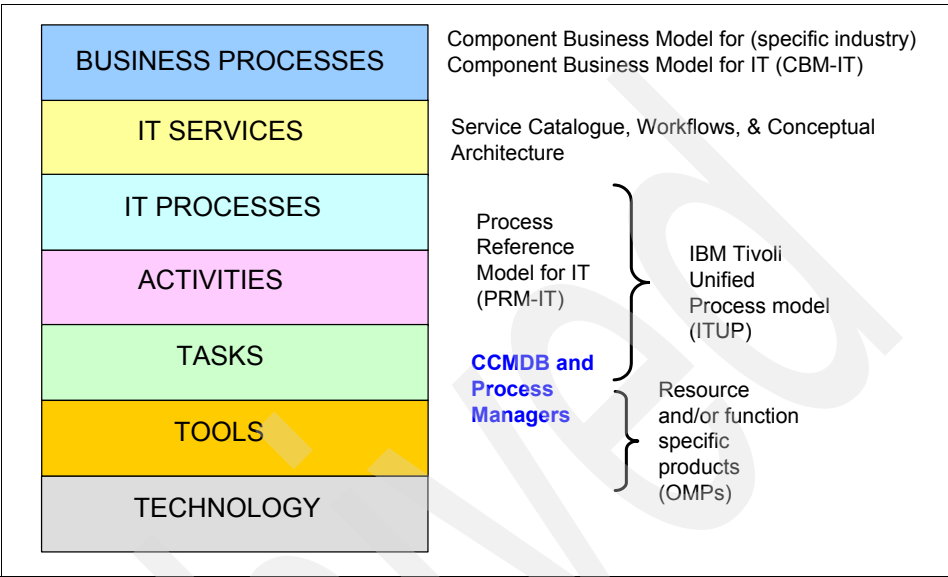 BUSINESS PROCESSES
Component Business Model for (specific industry)
Component Business Model for IT (CBM-IT)
IT SERVICES
Service Catalogue, Workflows, & Conceptual
Architecture
IT PROCESSES
ACTIVITIES
TASKS
TOOLS
TECHNOLOGY
Process
Reference
Model for IT
(PRM-IT)
IBM Tivoli
Unified
Process model
(ITUP)
CCMDB and
Process
Managers
Resource
and/or function
specific
products
(OMPs)